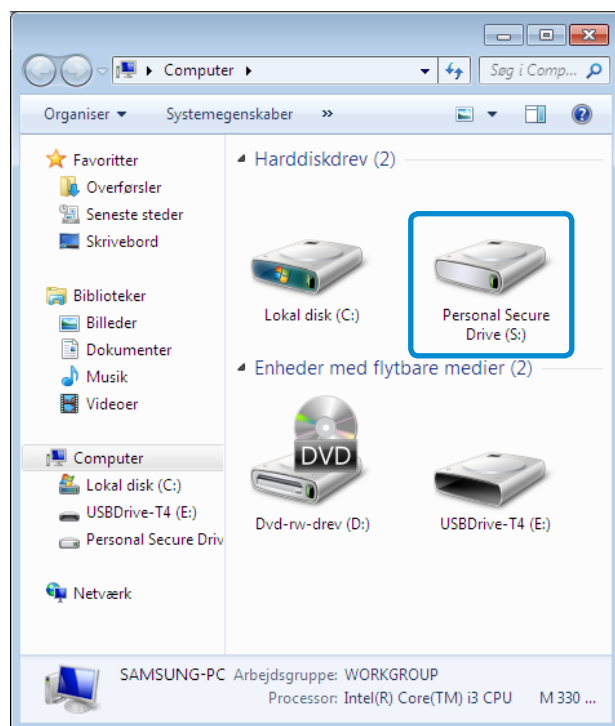 Computer
Søg i Comp...
Organiser
Systemegenskaber
»
Favoritter
Overførsler
Seneste steder
Skrivebord
Biblioteker
Billeder
Dokumenter
Musik
Videoer
Computer
Lokal disk (C:)
USBDrive-T4 (E:)
Personal Secure Driv
Netværk
Harddiskdrev (2)
Lokal disk (C:)
Personal Secure
Drive (S:)
Enheder med flytbare medier (2)
DVD
Dvd-rw-drev (D:)
USBDrive-T4 (E:)
SAMSUNG-PC Arbejdsgruppe: WORKGROUP
Processor: Intel(R) Core(TM) i3 CPU M 330 ...